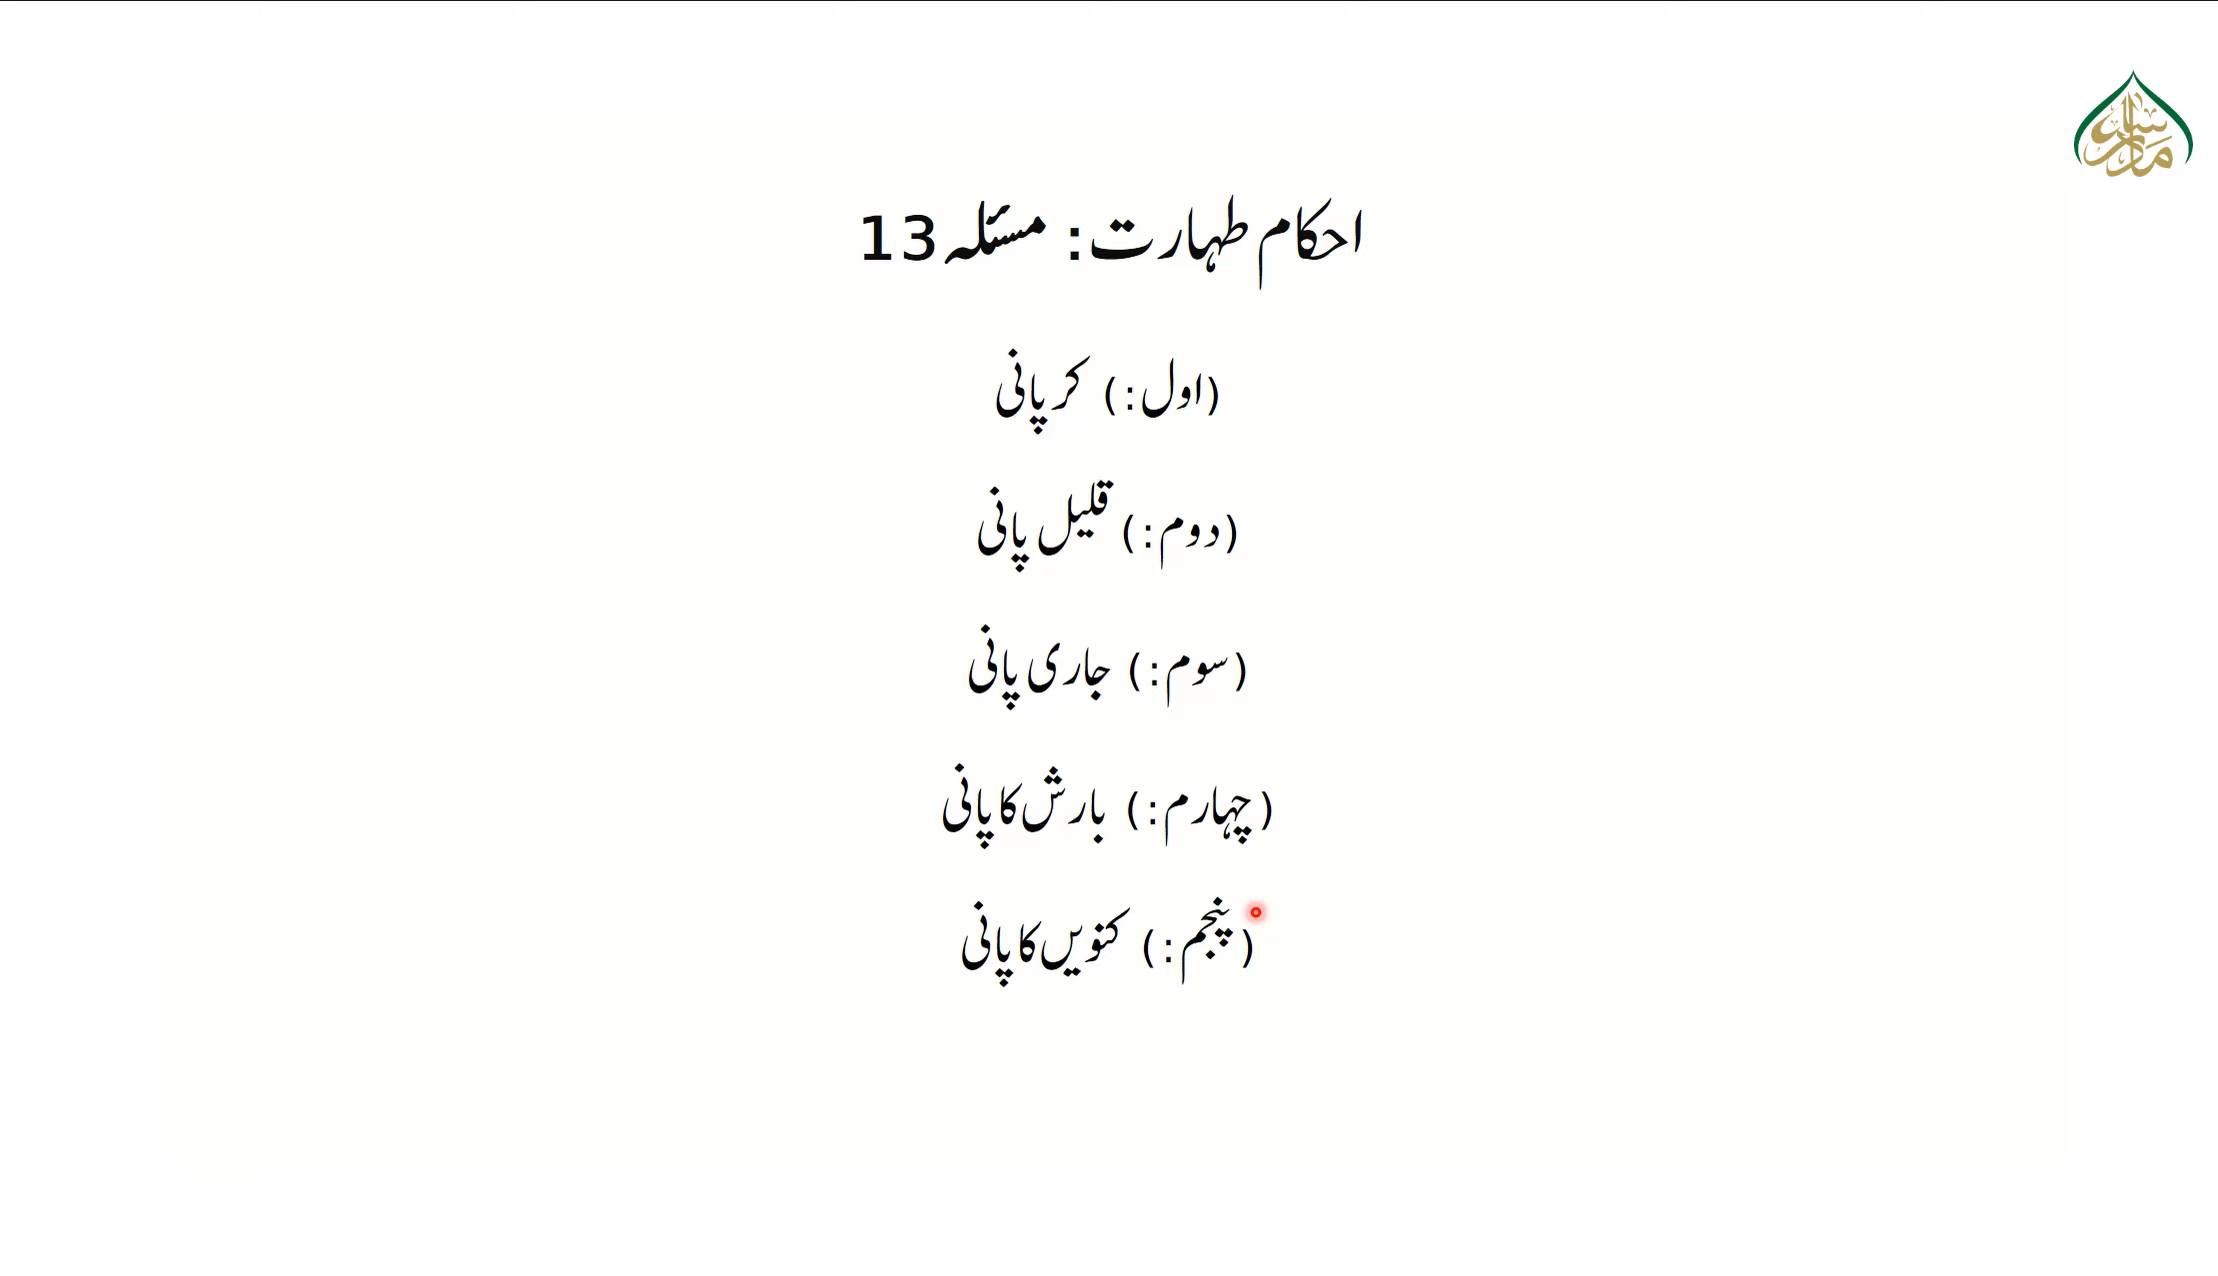 احکام طہارت: مسئلہ 13
(اول:) کر پانی
(دوم:) قلیل پانی
(سوم:) جاری پانی
(چہارم:) بارش کا پانی
(پنجم:) کنویں کا پانی